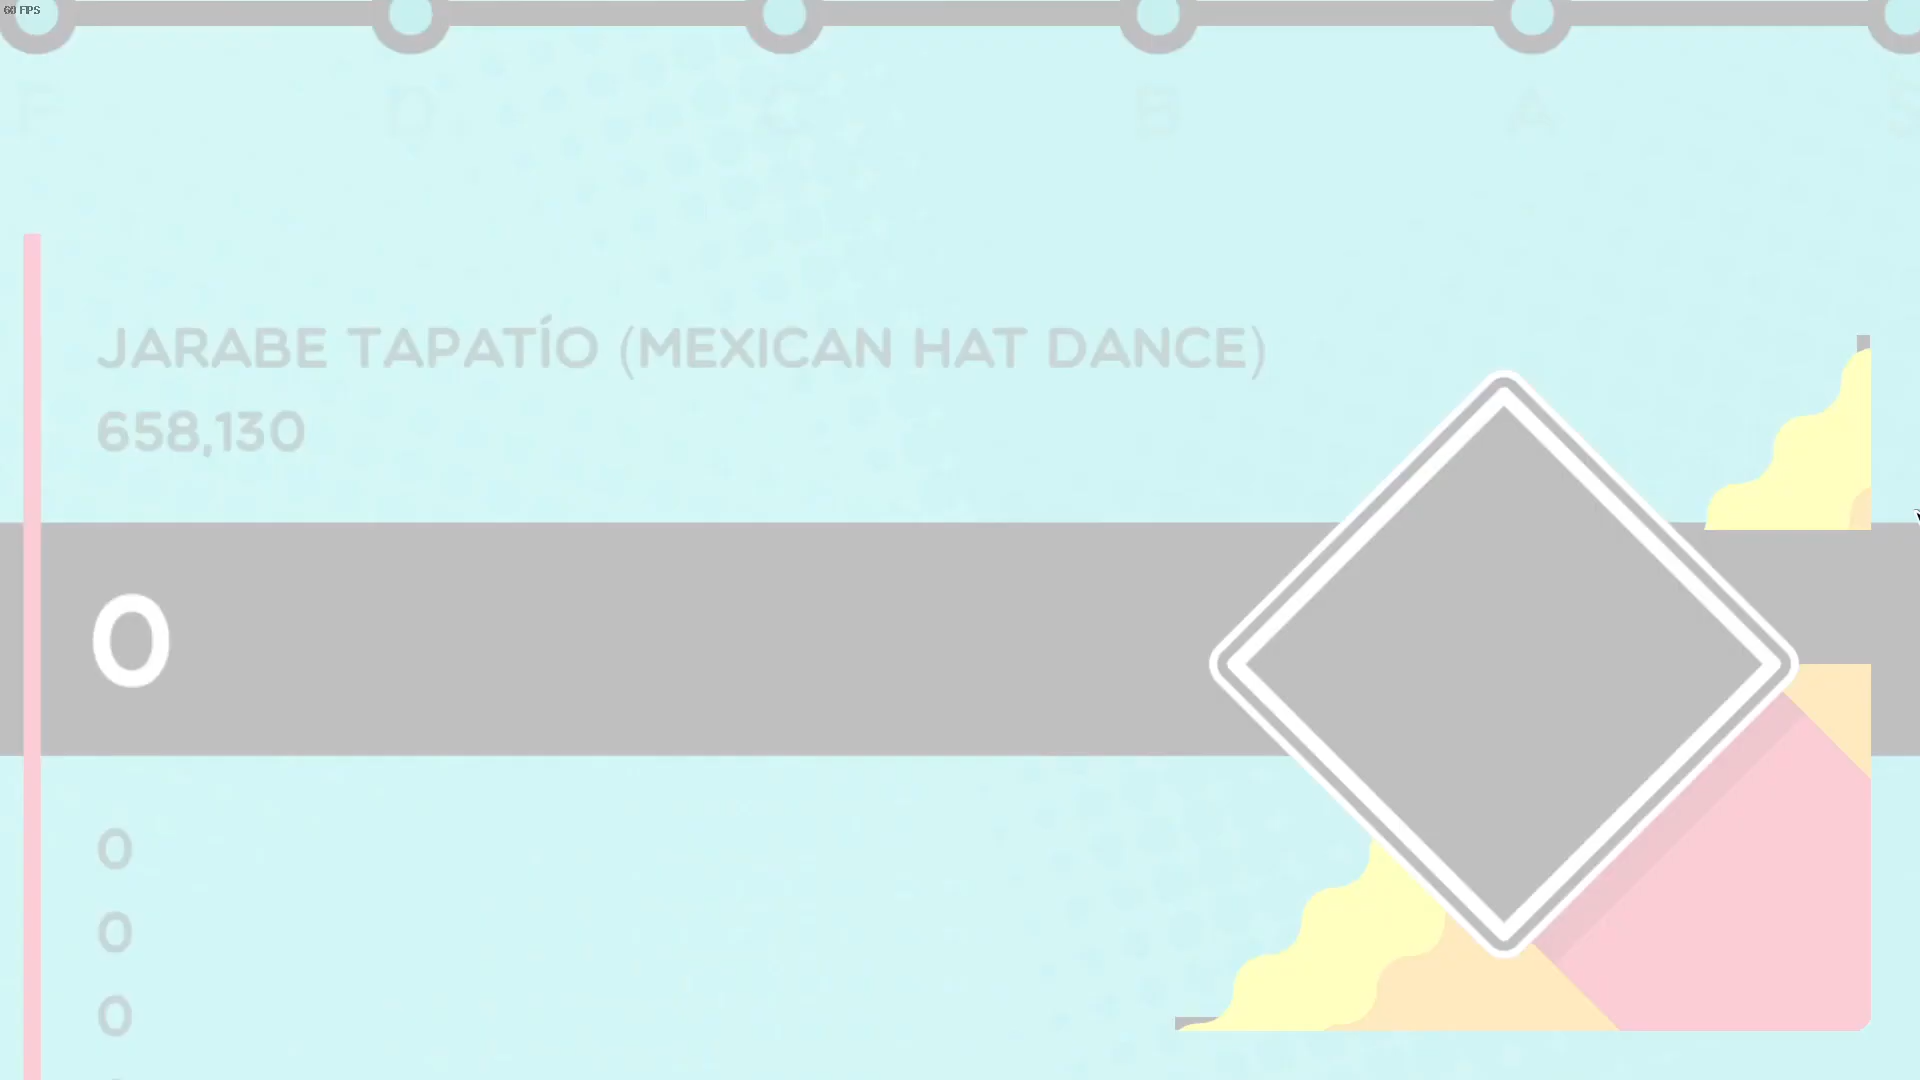 60 FPS
F D C B A S
JARABE TAPATÍO (MEXICAN HAT DANCE)
658,130
0
0
0
0